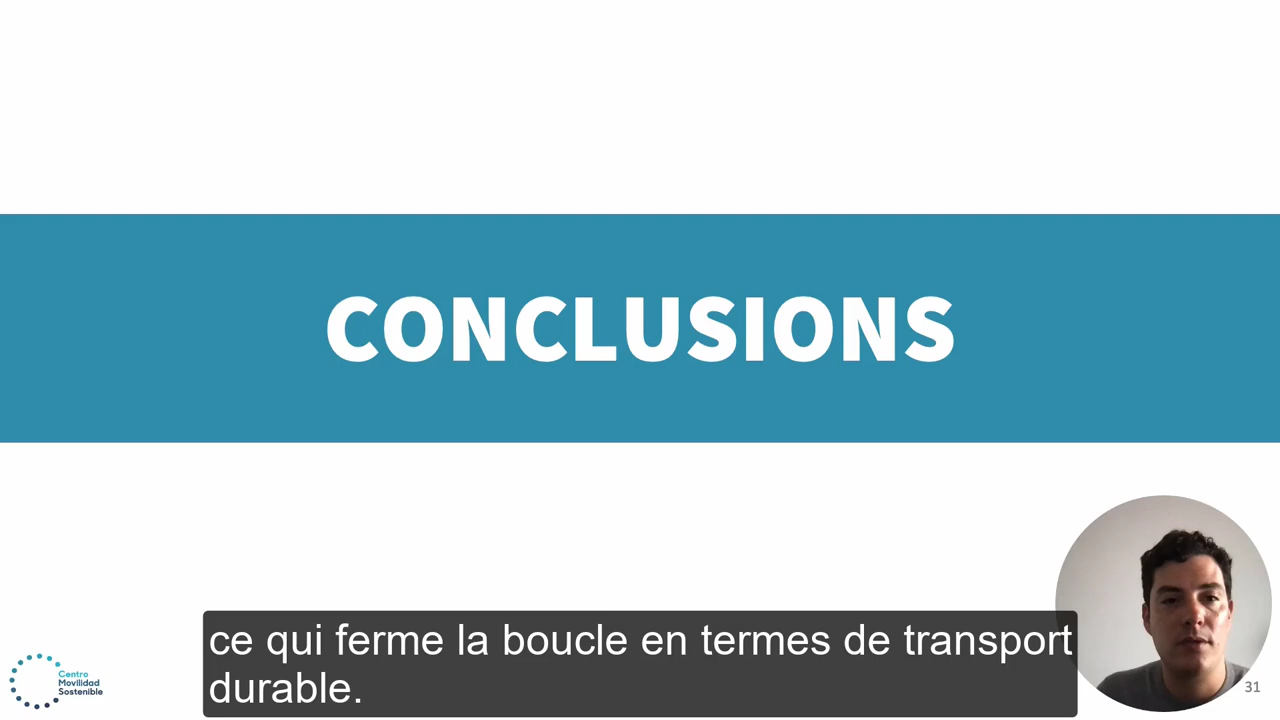 CONCLUSIONS
ce qui ferme la boucle en termes de transport
durable.
Centro
Movilidad
Sostenible
31